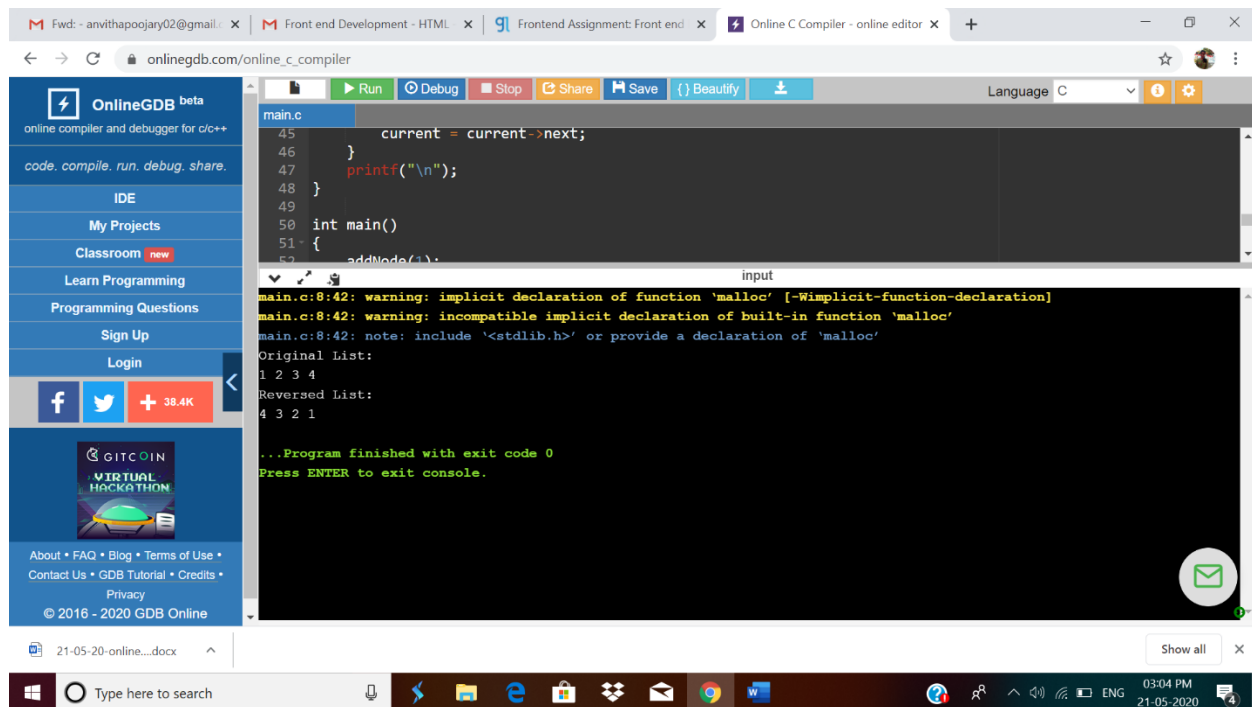 Fwd: - anvithapoojary02@gmail.c
Front end Development - HTML -
Frontend Assignment: Front end
Online C Compiler - online editor
onlinegdb.com/online_c_compiler
OnlineGDB beta
online compiler and debugger for c/c++
code. compile. run. debug. share.
IDE
My Projects
Classroom new
Learn Programming
Programming Questions
Sign Up
Login
f
+ 38.4K
GITCOIN
VIRTUAL
HACKATHON
About • FAQ • Blog • Terms of Use •
Contact Us • GDB Tutorial • Credits •
Privacy
© 2016 - 2020 GDB Online
Run Debug Stop Share Save { } Beautify
Language C
main.c
45 current = current->next;
46 }
47 printf("\n");
48 }
49
50 int main()
51 {
52 addNode(1);
input
main.c:8:42: warning: implicit declaration of function ‘malloc’ [-Wimplicit-function-declaration]
main.c:8:42: warning: incompatible implicit declaration of built-in function ‘malloc’
main.c:8:42: note: include ‘<stdlib.h>’ or provide a declaration of ‘malloc’
Original List:
1 2 3 4
Reversed List:
4 3 2 1
...Program finished with exit code 0
Press ENTER to exit console.
21-05-20-online....docx
Show all
Type here to search
ENG
03:04 PM
21-05-2020
4